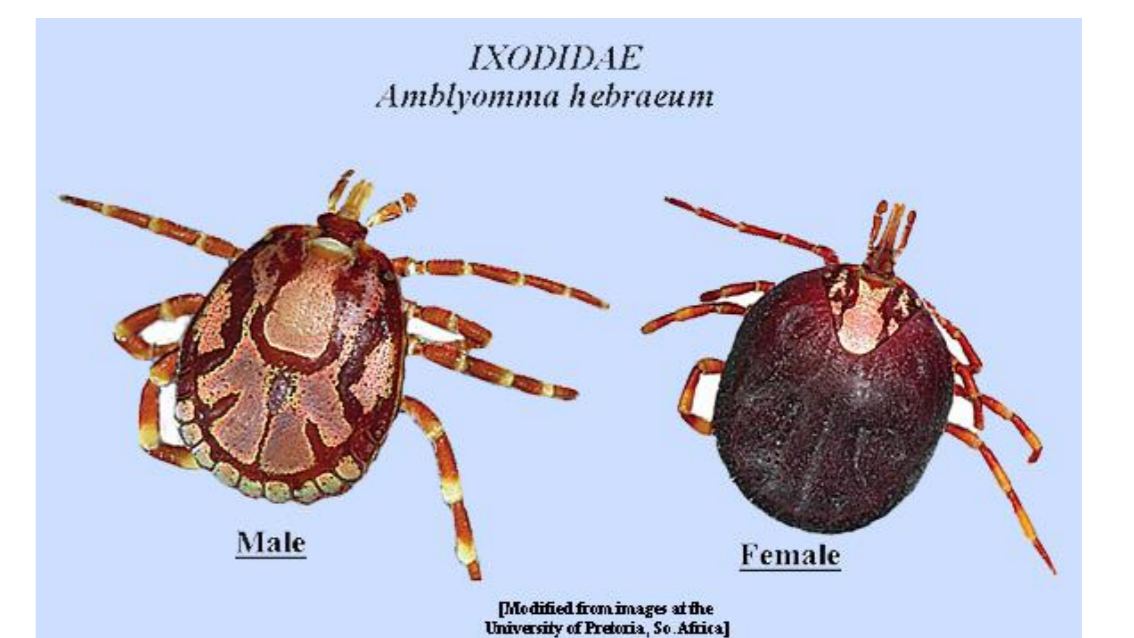 IXODIDAE
Amblyomma hebraeum
Male
Female
[Modified from images at the
University of Pretoria, So. Africa]